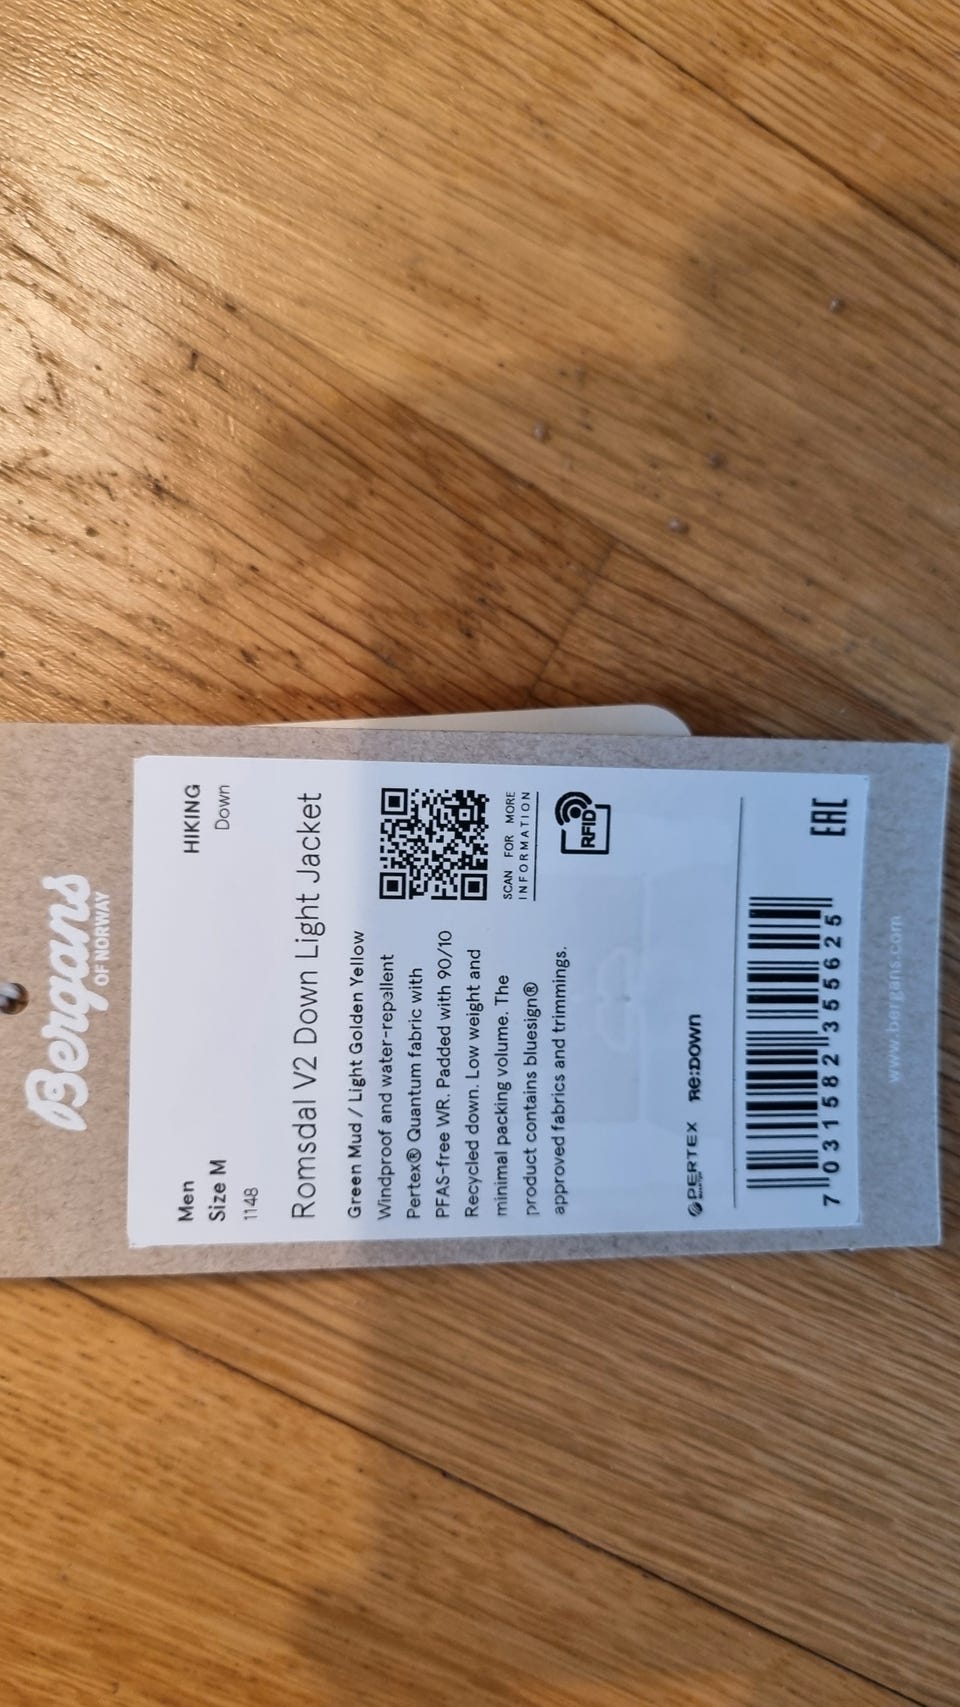 Bergans
OF NORWAY
Men
HIKING
Size M
Down
1148
Romsdal V2 Down Light Jacket
Green Mud / Light Golden Yellow
Windproof and water-repellent
Pertex® Quantum fabric with
PFAS-free WR. Padded with 90/10
Recycled down. Low weight and
minimal packing volume. The
product contains bluesign®
approved fabrics and trimmings.
SCAN FOR MORE
INFORMATION
RFID
PERTEX
RE:DOWN
7 031582 355625
EAC
www.bergans.com